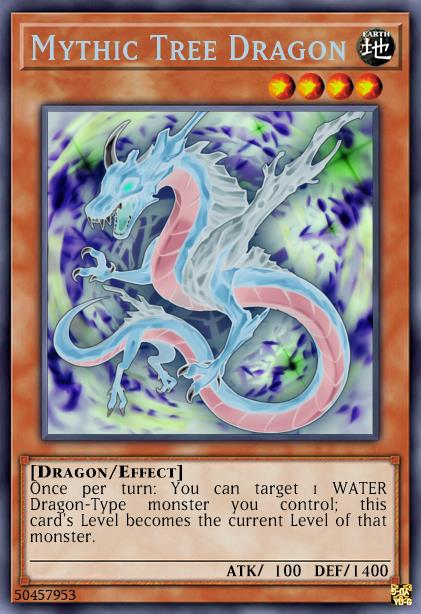 Mythic Tree Dragon
EARTH
地
[Dragon/Effect]
Once per turn: You can target 1 WATER
Dragon-Type monster you control; this
card's Level becomes the current Level of that
monster.
ATK/ 100 DEF/1400
50457953